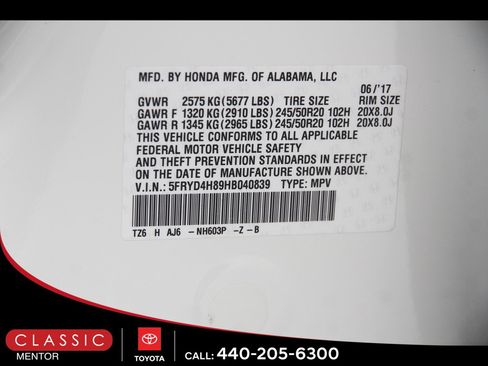 MFD. BY HONDA MFG. OF ALABAMA, LLC
06/'17
GVWR 2575 KG (5677 LBS) TIRE SIZE RIM SIZE
GAWR F 1320 KG (2910 LBS) 245/50R20 102H 20X8.0J
GAWR R 1345 KG (2965 LBS) 245/50R20 102H 20X8.0J
THIS VEHICLE CONFORMS TO ALL APPLICABLE
FEDERAL MOTOR VEHICLE SAFETY
AND THEFT PREVENTION STANDARDS IN EFFECT
ON THE DATE OF MANUFACTURE SHOWN ABOVE.
V.I.N.: 5FRYD4H89HB040839 TYPE: MPV
TZ6 H AJ6 -NH603P -Z-B
CLASSIC
MENTOR
TOYOTA
CALL: 440-205-6300